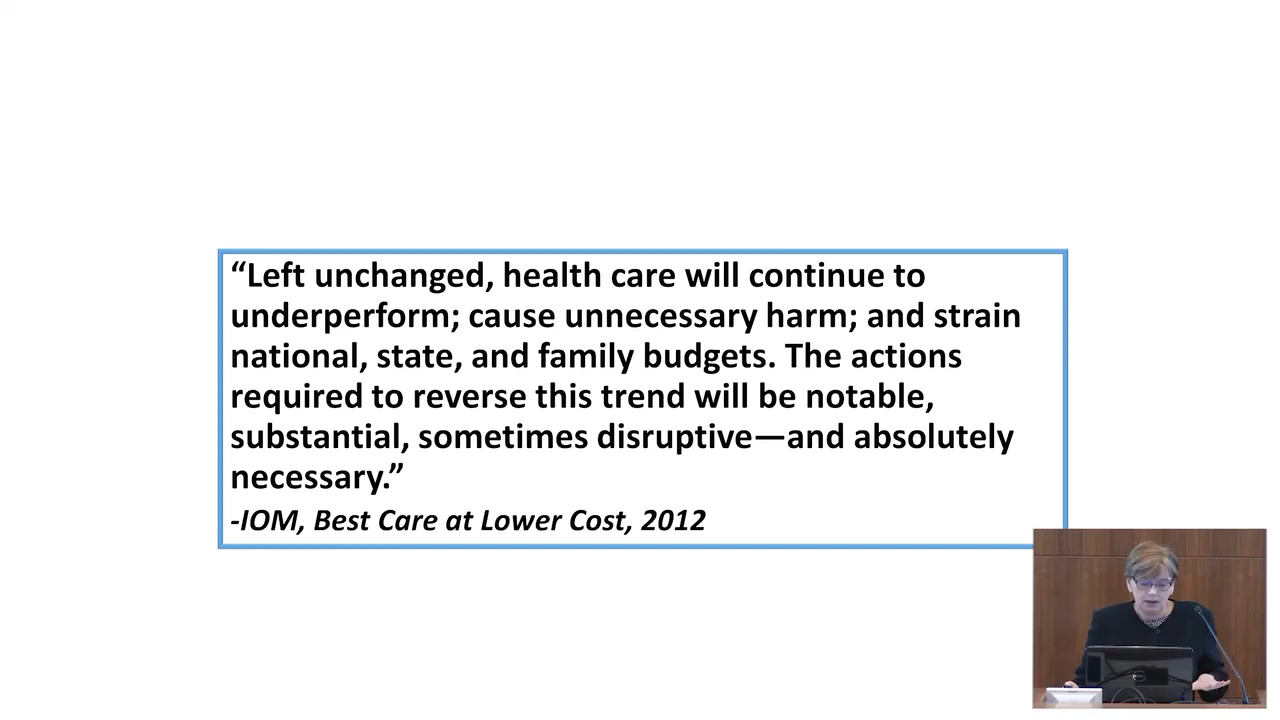 “Left unchanged, health care will continue to
underperform; cause unnecessary harm; and strain
national, state, and family budgets. The actions
required to reverse this trend will be notable,
substantial, sometimes disruptive—and absolutely
necessary.”
-IOM, Best Care at Lower Cost, 2012